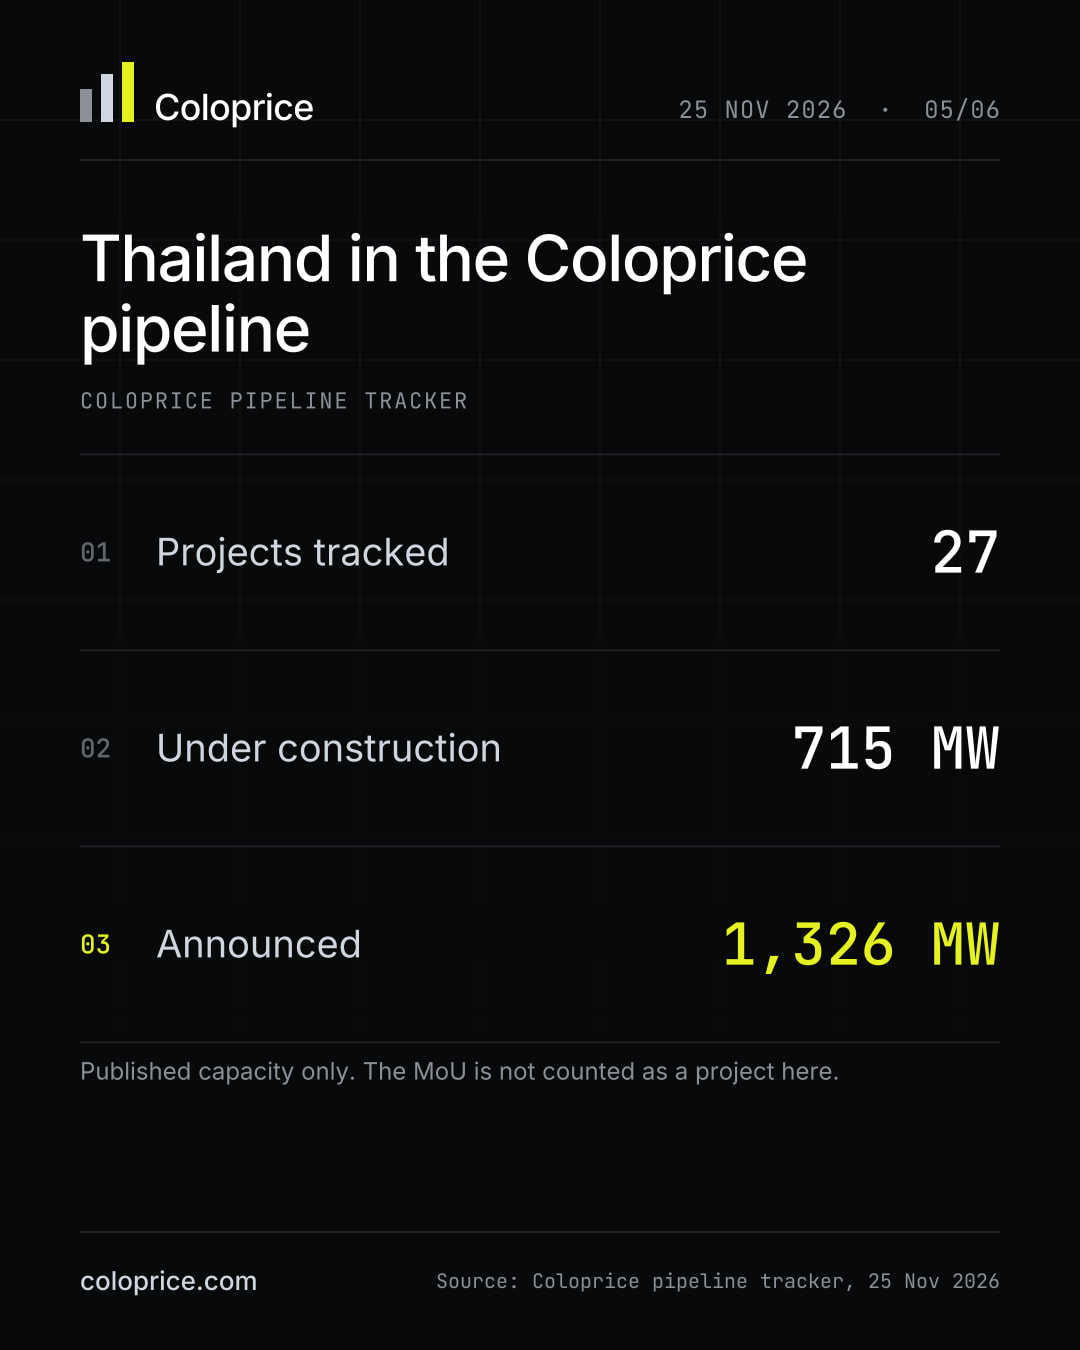 Coloprice
25 NOV 2026 · 05/06
Thailand in the Coloprice
pipeline
COLOPRICE PIPELINE TRACKER
01 Projects tracked 27
02 Under construction 715 MW
03 Announced 1,326 MW
Published capacity only. The MoU is not counted as a project here.
coloprice.com
Source: Coloprice pipeline tracker, 25 Nov 2026